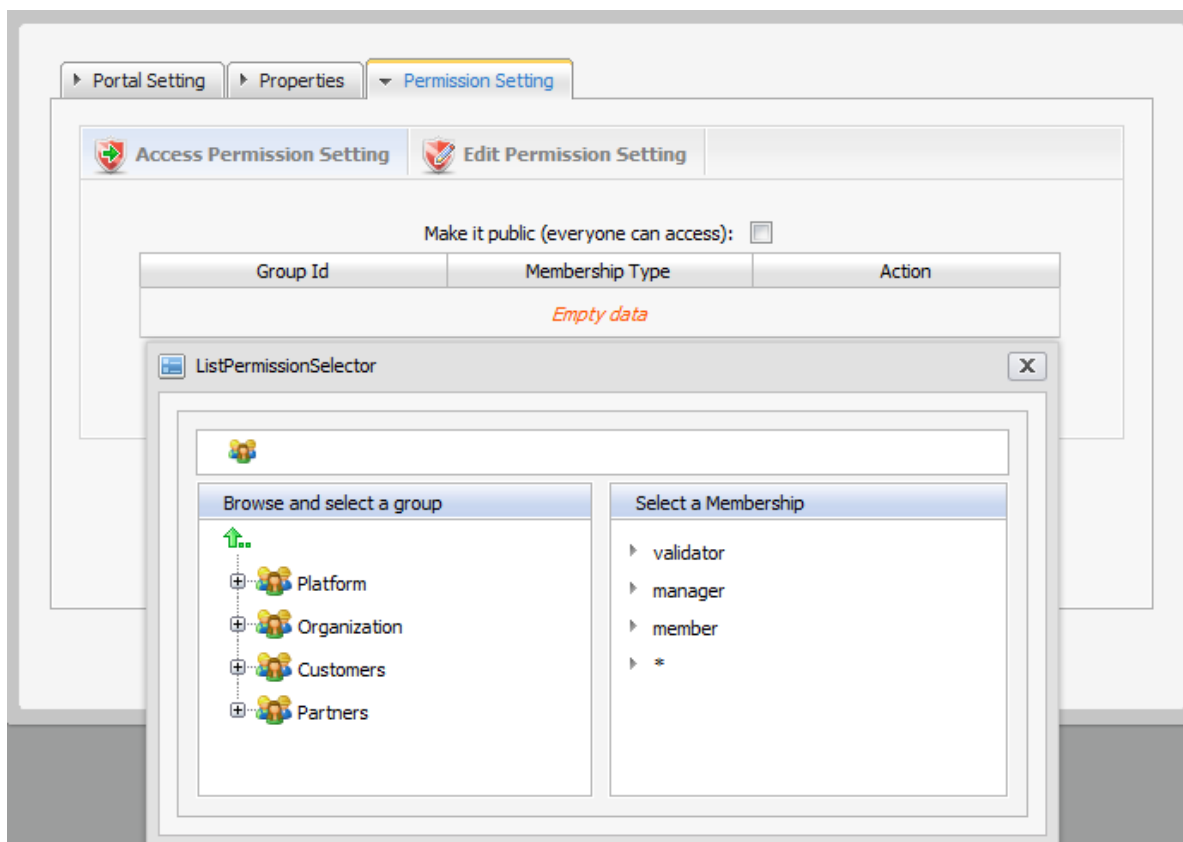 Portal Setting Properties Permission Setting
Access Permission Setting Edit Permission Setting
Make it public (everyone can access):
Group Id Membership Type Action
Empty data
ListPermissionSelector
Browse and select a group
Platform
Organization
Customers
Partners
Select a Membership
validator
manager
member
*